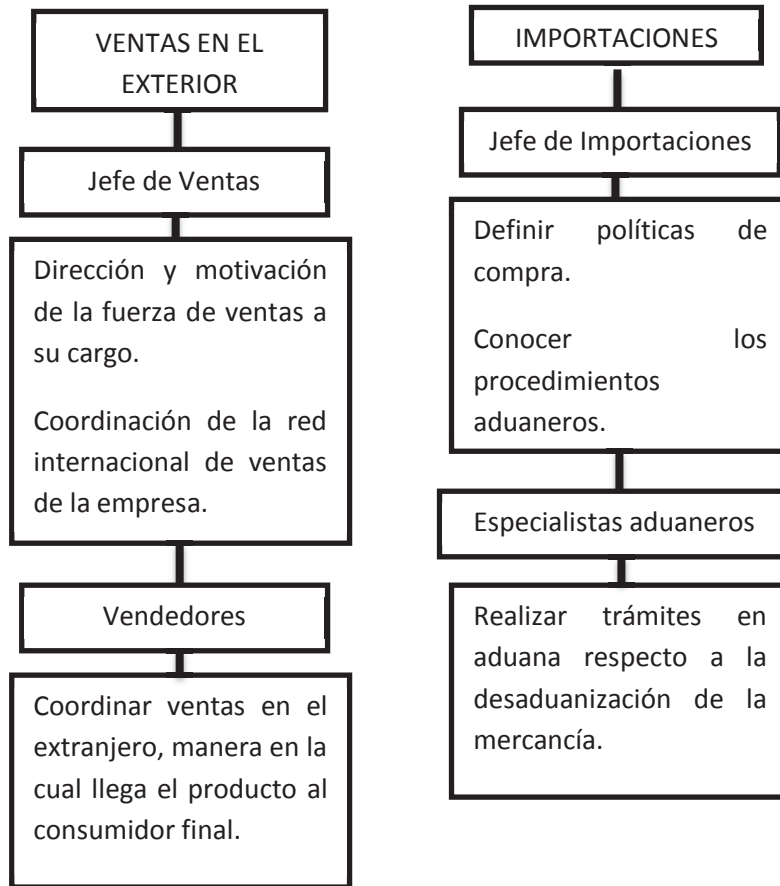 VENTAS EN EL
EXTERIOR
Jefe de Ventas
Dirección y motivación
de la fuerza de ventas a
su cargo.
Coordinación de la red
internacional de ventas
de la empresa.
Vendedores
Coordinar ventas en el
extranjero, manera en la
cual llega el producto al
consumidor final.
IMPORTACIONES
Jefe de Importaciones
Definir políticas de
compra.
Conocer los
procedimientos
aduaneros.
Especialistas aduaneros
Realizar trámites en
aduana respecto a la
desaduanización de la
mercancía.